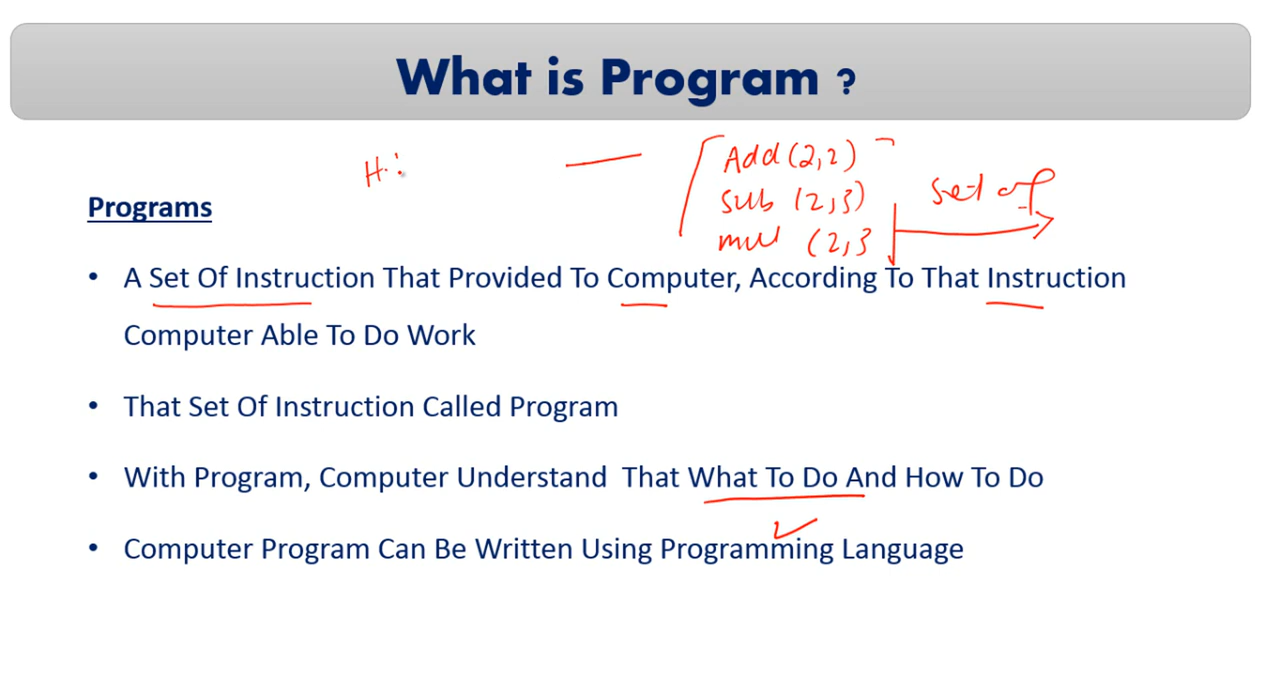 What is Program ?
Hi
Add (2,2)
sub (2,3)
mul (2,3
set of
Programs
• A Set Of Instruction That Provided To Computer, According To That Instruction
Computer Able To Do Work
• That Set Of Instruction Called Program
• With Program, Computer Understand That What To Do And How To Do
• Computer Program Can Be Written Using Programming Language